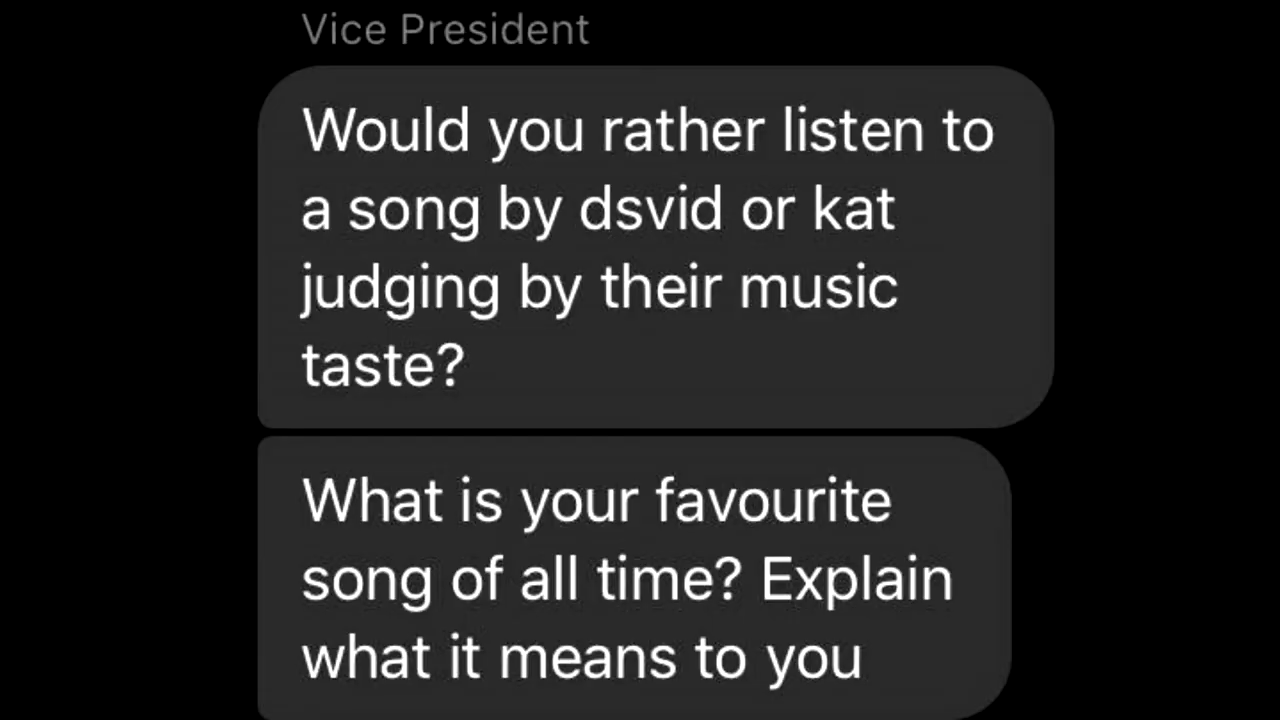 Vice President
Would you rather listen to
a song by dsvid or kat
judging by their music
taste?
What is your favourite
song of all time? Explain
what it means to you